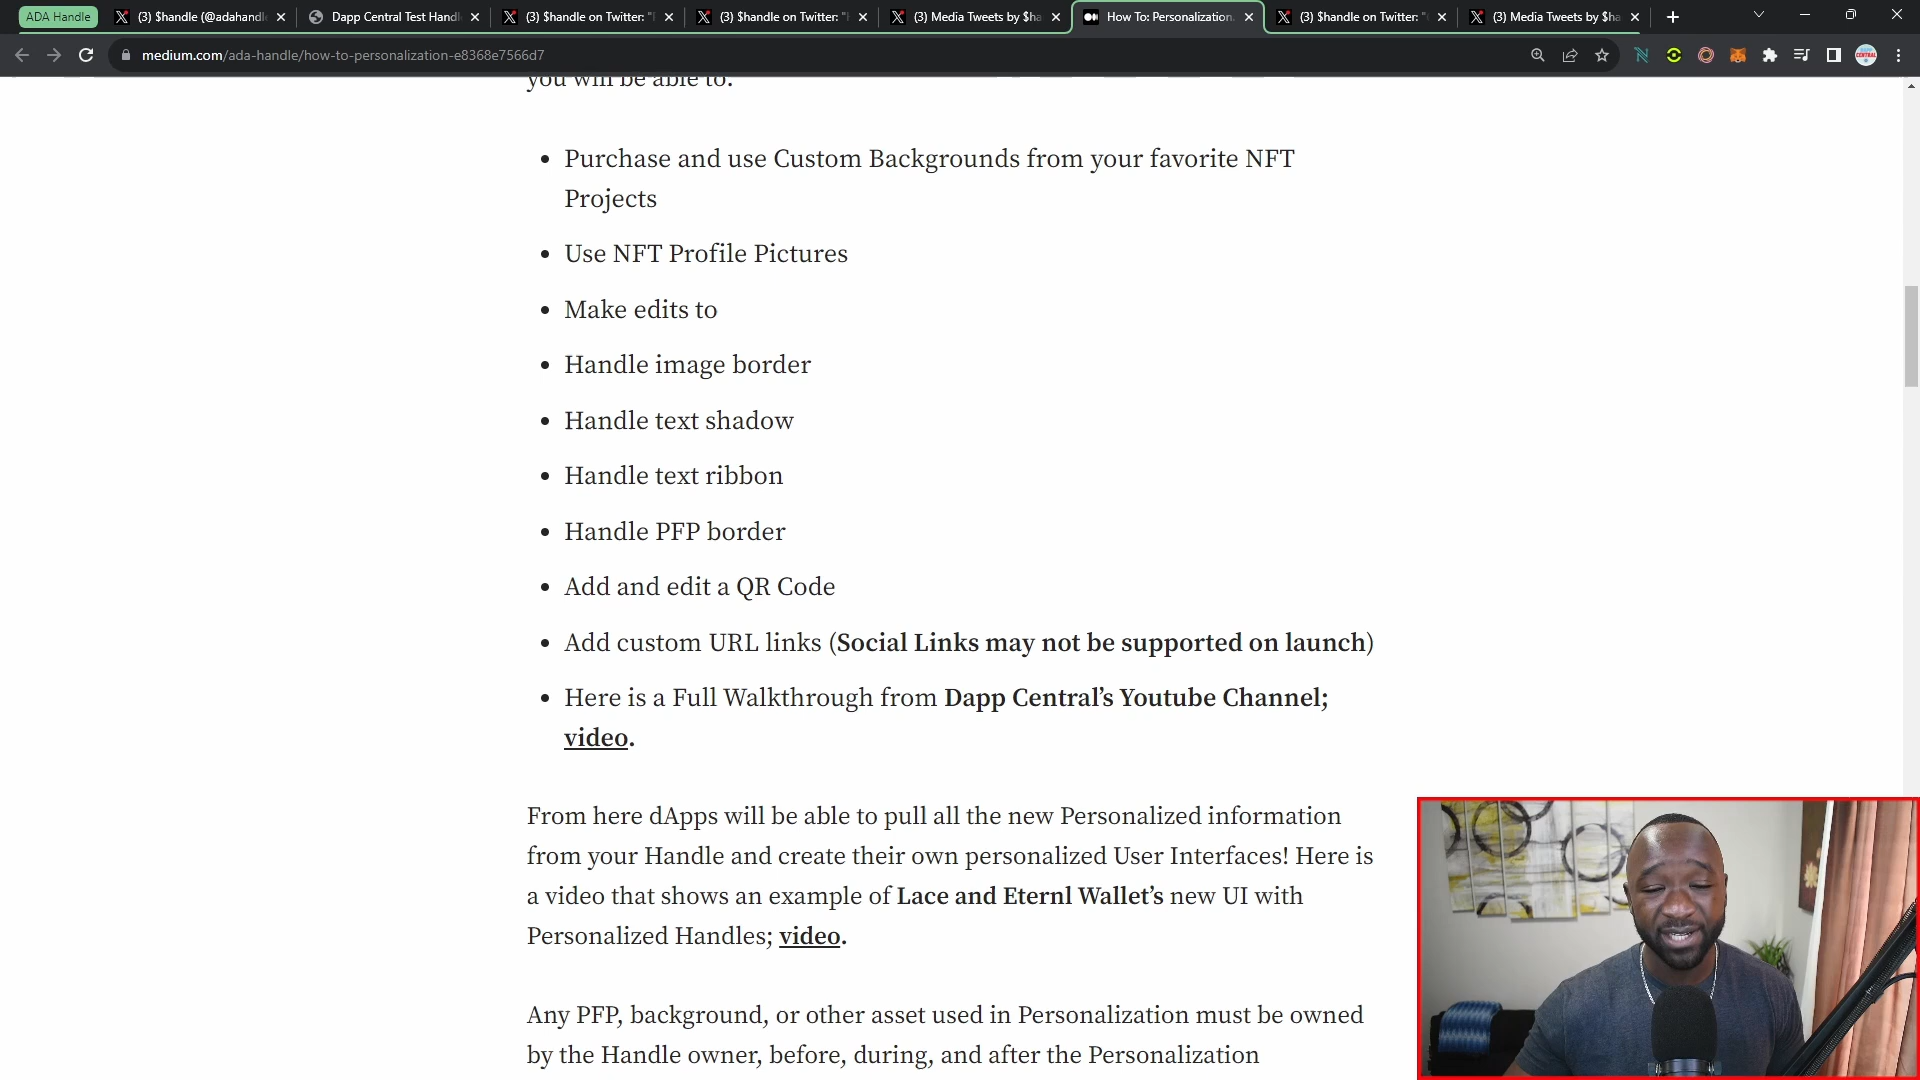 ADA Handle
(3) $handle (@adahandl
Dapp Central Test Handl
(3) $handle on Twitter: "
(3) $handle on Twitter: "
(3) Media Tweets by $ha
How To: Personalization.
(3) $handle on Twitter: "
(3) Media Tweets by $ha
medium.com/ada-handle/how-to-personalization-e8368e7566d7
you will be able to:
• Purchase and use Custom Backgrounds from your favorite NFT
Projects
• Use NFT Profile Pictures
• Make edits to
• Handle image border
• Handle text shadow
• Handle text ribbon
• Handle PFP border
• Add and edit a QR Code
• Add custom URL links (Social Links may not be supported on launch)
• Here is a Full Walkthrough from Dapp Central’s Youtube Channel;
video.
From here dApps will be able to pull all the new Personalized information
from your Handle and create their own personalized User Interfaces! Here is
a video that shows an example of Lace and Eternl Wallet’s new UI with
Personalized Handles; video.
Any PFP, background, or other asset used in Personalization must be owned
by the Handle owner, before, during, and after the Personalization